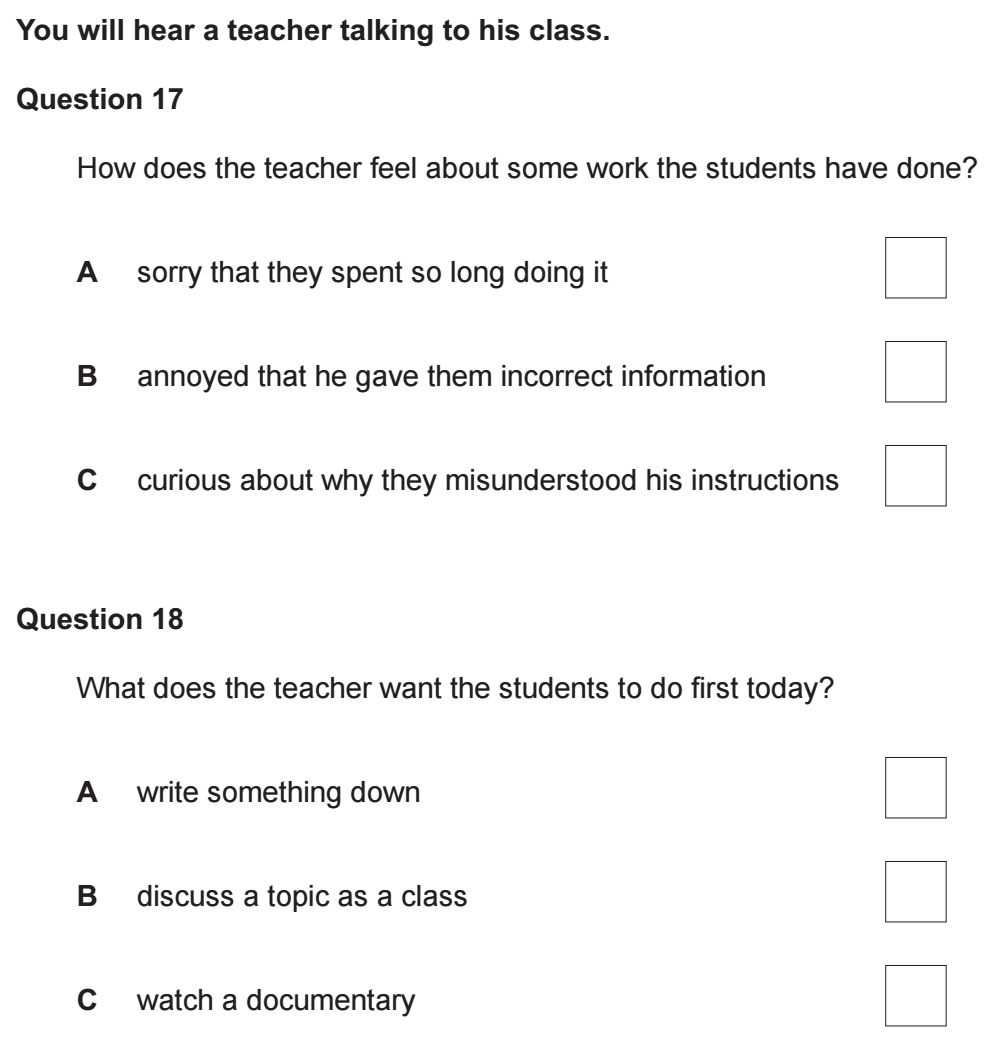 You will hear a teacher talking to his class.
Question 17
How does the teacher feel about some work the students have done?
A sorry that they spent so long doing it
B annoyed that he gave them incorrect information
C curious about why they misunderstood his instructions
Question 18
What does the teacher want the students to do first today?
A write something down
B discuss a topic as a class
C watch a documentary